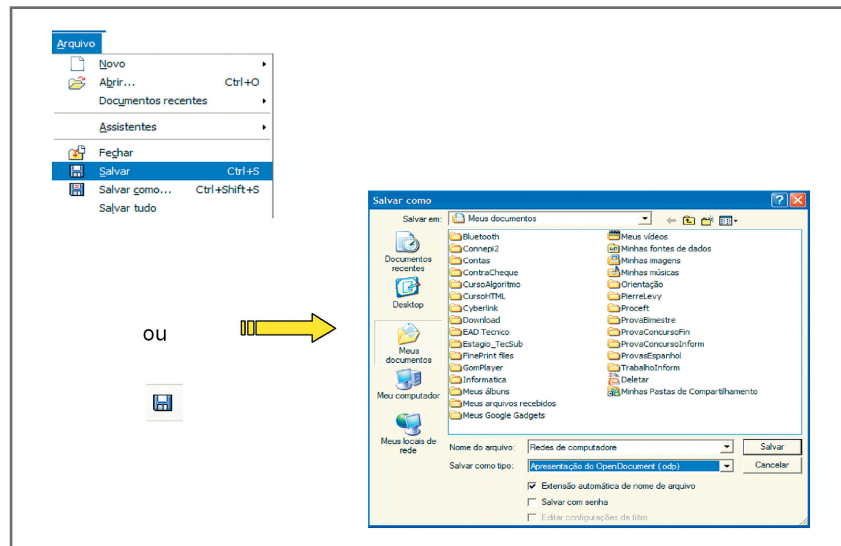 Arquivo
Novo
Abrir... Ctrl+O
Documentos recentes
Assistentes
Fechar
Salvar Ctrl+S
Salvar como... Ctrl+Shift+S
Salvar tudo
ou
Salvar como
Salvar em: Meus documentos
Documentos recentes
Desktop
Meus documentos
Meu computador
Meus locais de rede
Bluetooth
Connepi2
Contas
ContraCheque
CursoAlgoritmo
CursoHTML
Cyberlink
Download
EAD Tecnico
Estagio_TecSub
FinePrint files
GomPlayer
Informatica
Meus álbuns
Meus arquivos recebidos
Meus Google Gadgets
Meus vídeos
Minhas fontes de dados
Minhas imagens
Minhas músicas
Orientação
PierreLevy
Proceft
ProvaBimestre
ProvaConcursoFin
ProvaConcursoInform
ProvasEspanhol
TrabalhoInform
Deletar
Minhas Pastas de Compartilhamento
Nome do arquivo: Redes de computadore Salvar
Salvar como tipo: Apresentação do OpenDocument (odp) Cancelar
Extensão automática de nome de arquivo
Salvar com senha
Editar configurações de filtro